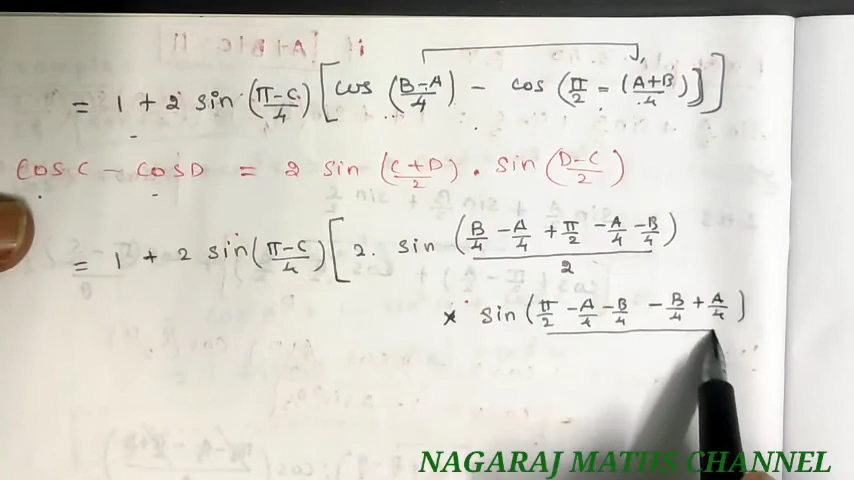 = 1 + 2 sin (π-C/4) [cos (B-A/4) - cos (π/2 - (A+B/4))]
cos C - cos D = 2 sin (C+D/2) . sin (D-C/2)
= 1 + 2 sin (π-C/4) [2. sin (B/4 - A/4 + π/2 - A/4 - B/4)
2
* sin (π/2 - A/4 - B/4 - B/4 + A/4)
NAGARAJ MATHS CHANNEL